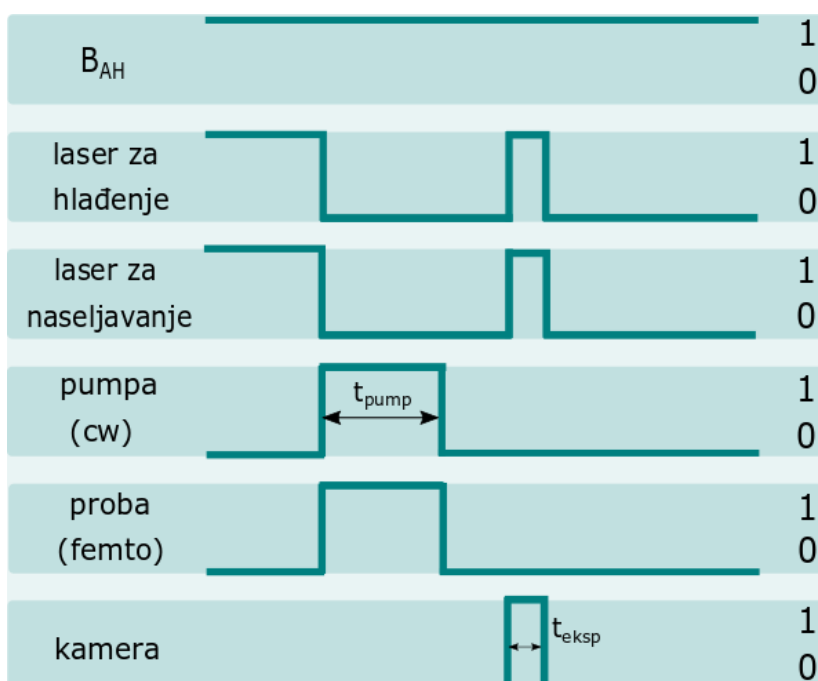 B_AH
1
0
laser za
hlađenje
1
0
laser za
naseljavanje
1
0
pumpa
(cw)
t_pump
1
0
proba
(femto)
1
0
kamera
t_eksp
1
0